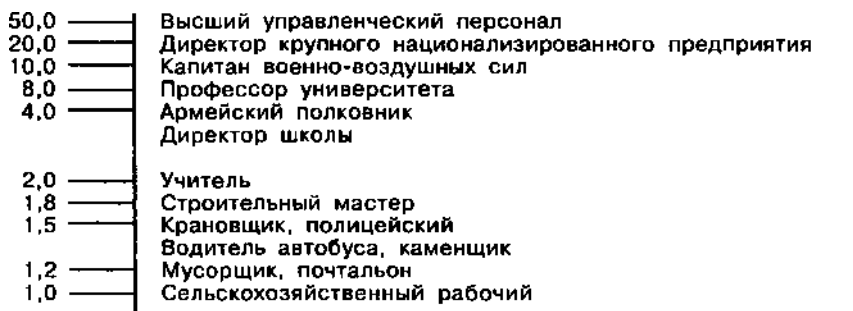 50,0 Высший управленческий персонал
20,0 Директор крупного национализированного предприятия
10,0 Капитан военно-воздушных сил
8,0 Профессор университета
4,0 Армейский полковник
Директор школы
2,0 Учитель
1,8 Строительный мастер
1,5 Крановщик, полицейский
Водитель автобуса, каменщик
1,2 Мусорщик, почтальон
1,0 Сельскохозяйственный рабочий